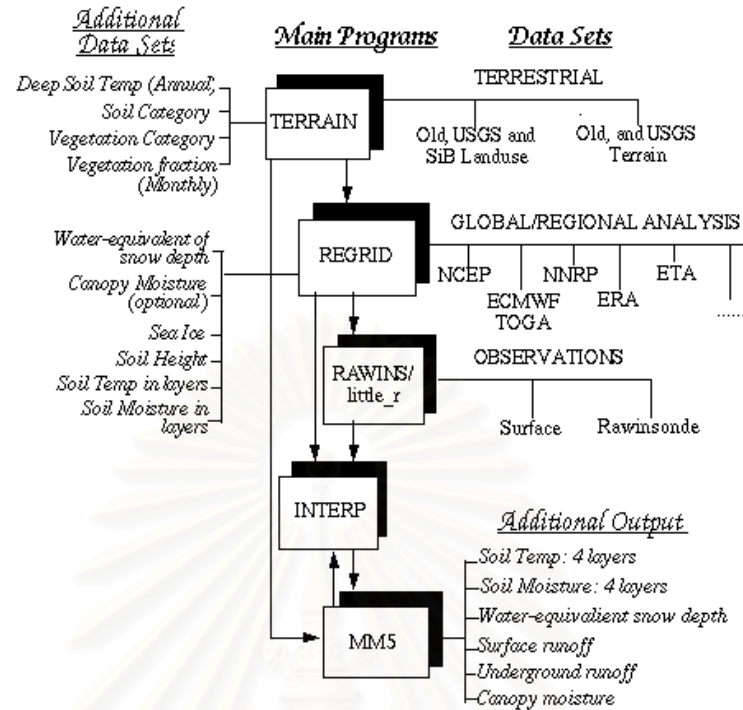 Additional
Data Sets
Main Programs
Data Sets
Deep Soil Temp (Annual,
Soil Category
Vegetation Category
Vegetation fraction
(Monthly)
TERRAIN
TERRESTRIAL
Old, USGS and
SiB Landuse
Old, and USGS
Terrain
Water-equivalent of
snow depth
Canopy Moisture
(optional)
Sea Ice
Soil Height
Soil Temp in layers
Soil Moisture in
layers
REGRID
GLOBAL/REGIONAL ANALYSIS
NCEP
ECMWF
TOGA
NNRP
ERA
ETA
......
RAWINS/
little_r
OBSERVATIONS
Surface
Rawinsonde
INTERP
MM5
Additional Output
Soil Temp: 4 layers
Soil Moisture: 4 layers
Water-equivalient snow depth
Surface runoff
Underground runoff
Canopy moisture